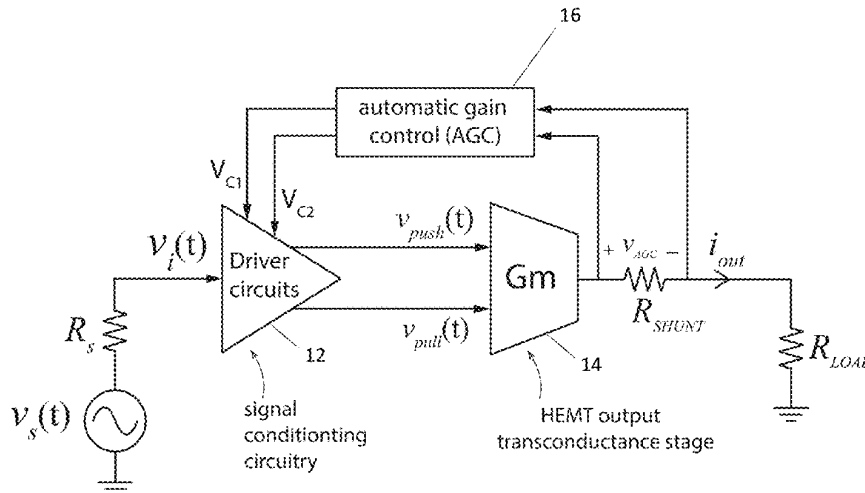 16
automatic gain
control (AGC)
V_C1
V_C2
v_i(t)
v_push(t)
Driver
circuits
Gm
+ v_AGC −
i_out
R_SHUNT
R_s
v_pull(t)
12
14
R_LOAD
v_s(t)
signal
conditionting
circuitry
HEMT output
transconductance stage